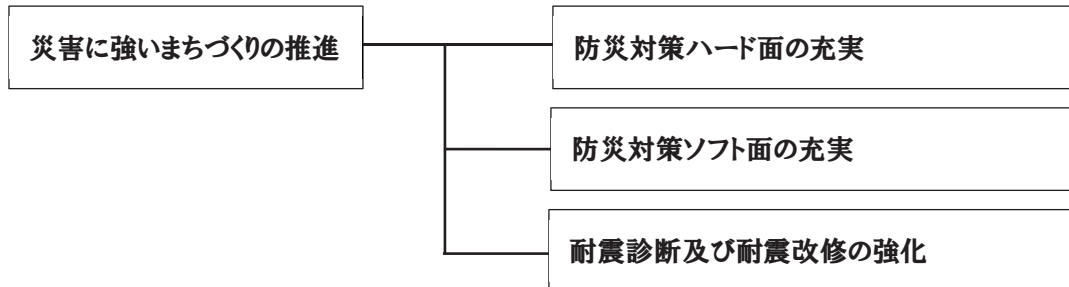 災害に強いまちづくりの推進
防災対策ハード面の充実
防災対策ソフト面の充実
耐震診断及び耐震改修の強化